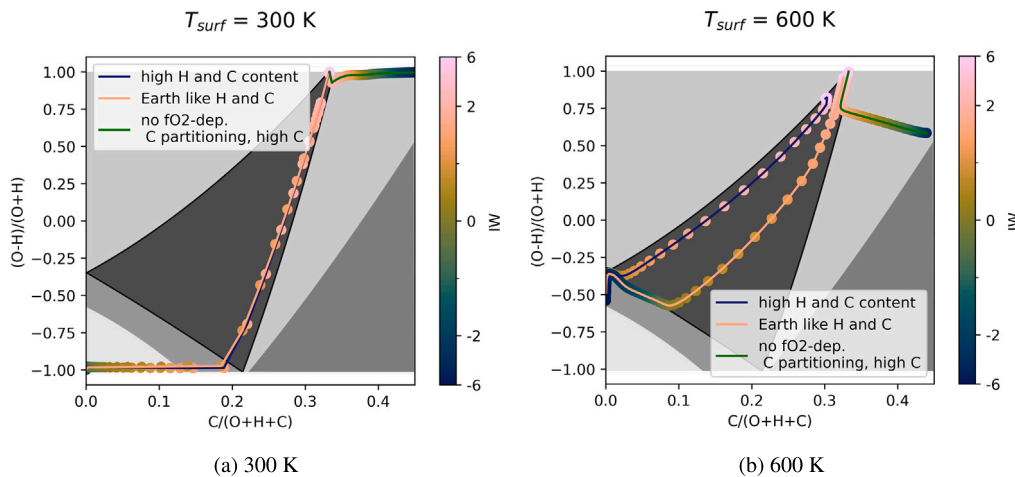 T_surf = 300 K
1.00
0.75
0.50
0.25
0.00
−0.25
−0.50
−0.75
−1.00
(O-H)/(O+H)
high H and C content
Earth like H and C
no fO2-dep.
C partitioning, high C
0.0
0.1
0.2
0.3
0.4
C/(O+H+C)
6
2
0
-2
-6
IW
(a) 300 K
T_surf = 600 K
1.00
0.75
0.50
0.25
0.00
−0.25
−0.50
−0.75
−1.00
(O-H)/(O+H)
high H and C content
Earth like H and C
no fO2-dep.
C partitioning, high C
0.0
0.1
0.2
0.3
0.4
C/(O+H+C)
6
2
0
-2
-6
IW
(b) 600 K